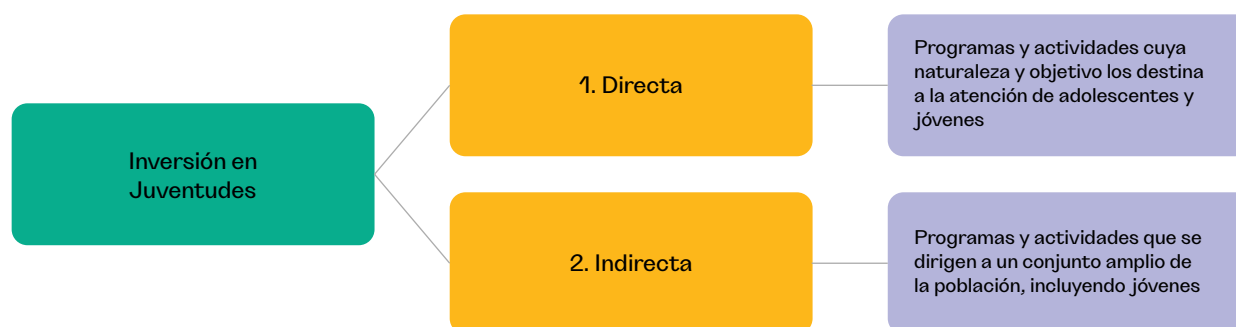 Inversión en
Juventudes
1. Directa
Programas y actividades cuya
naturaleza y objetivo los destina
a la atención de adolescentes y
jóvenes
2. Indirecta
Programas y actividades que se
dirigen a un conjunto amplio de
la población, incluyendo jóvenes